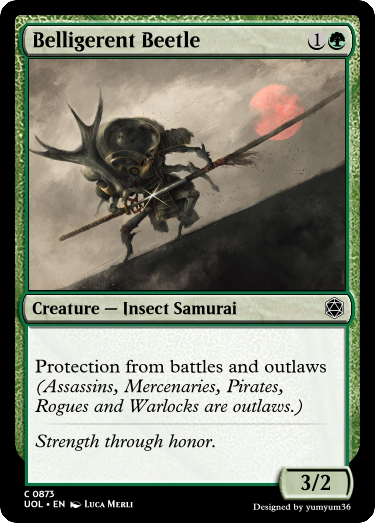 Belligerent Beetle 1
Creature — Insect Samurai
Protection from battles and outlaws
(Assassins, Mercenaries, Pirates,
Rogues and Warlocks are outlaws.)
Strength through honor.
3/2
C 0873
UOL • EN Luca Merli
Designed by yumyum36